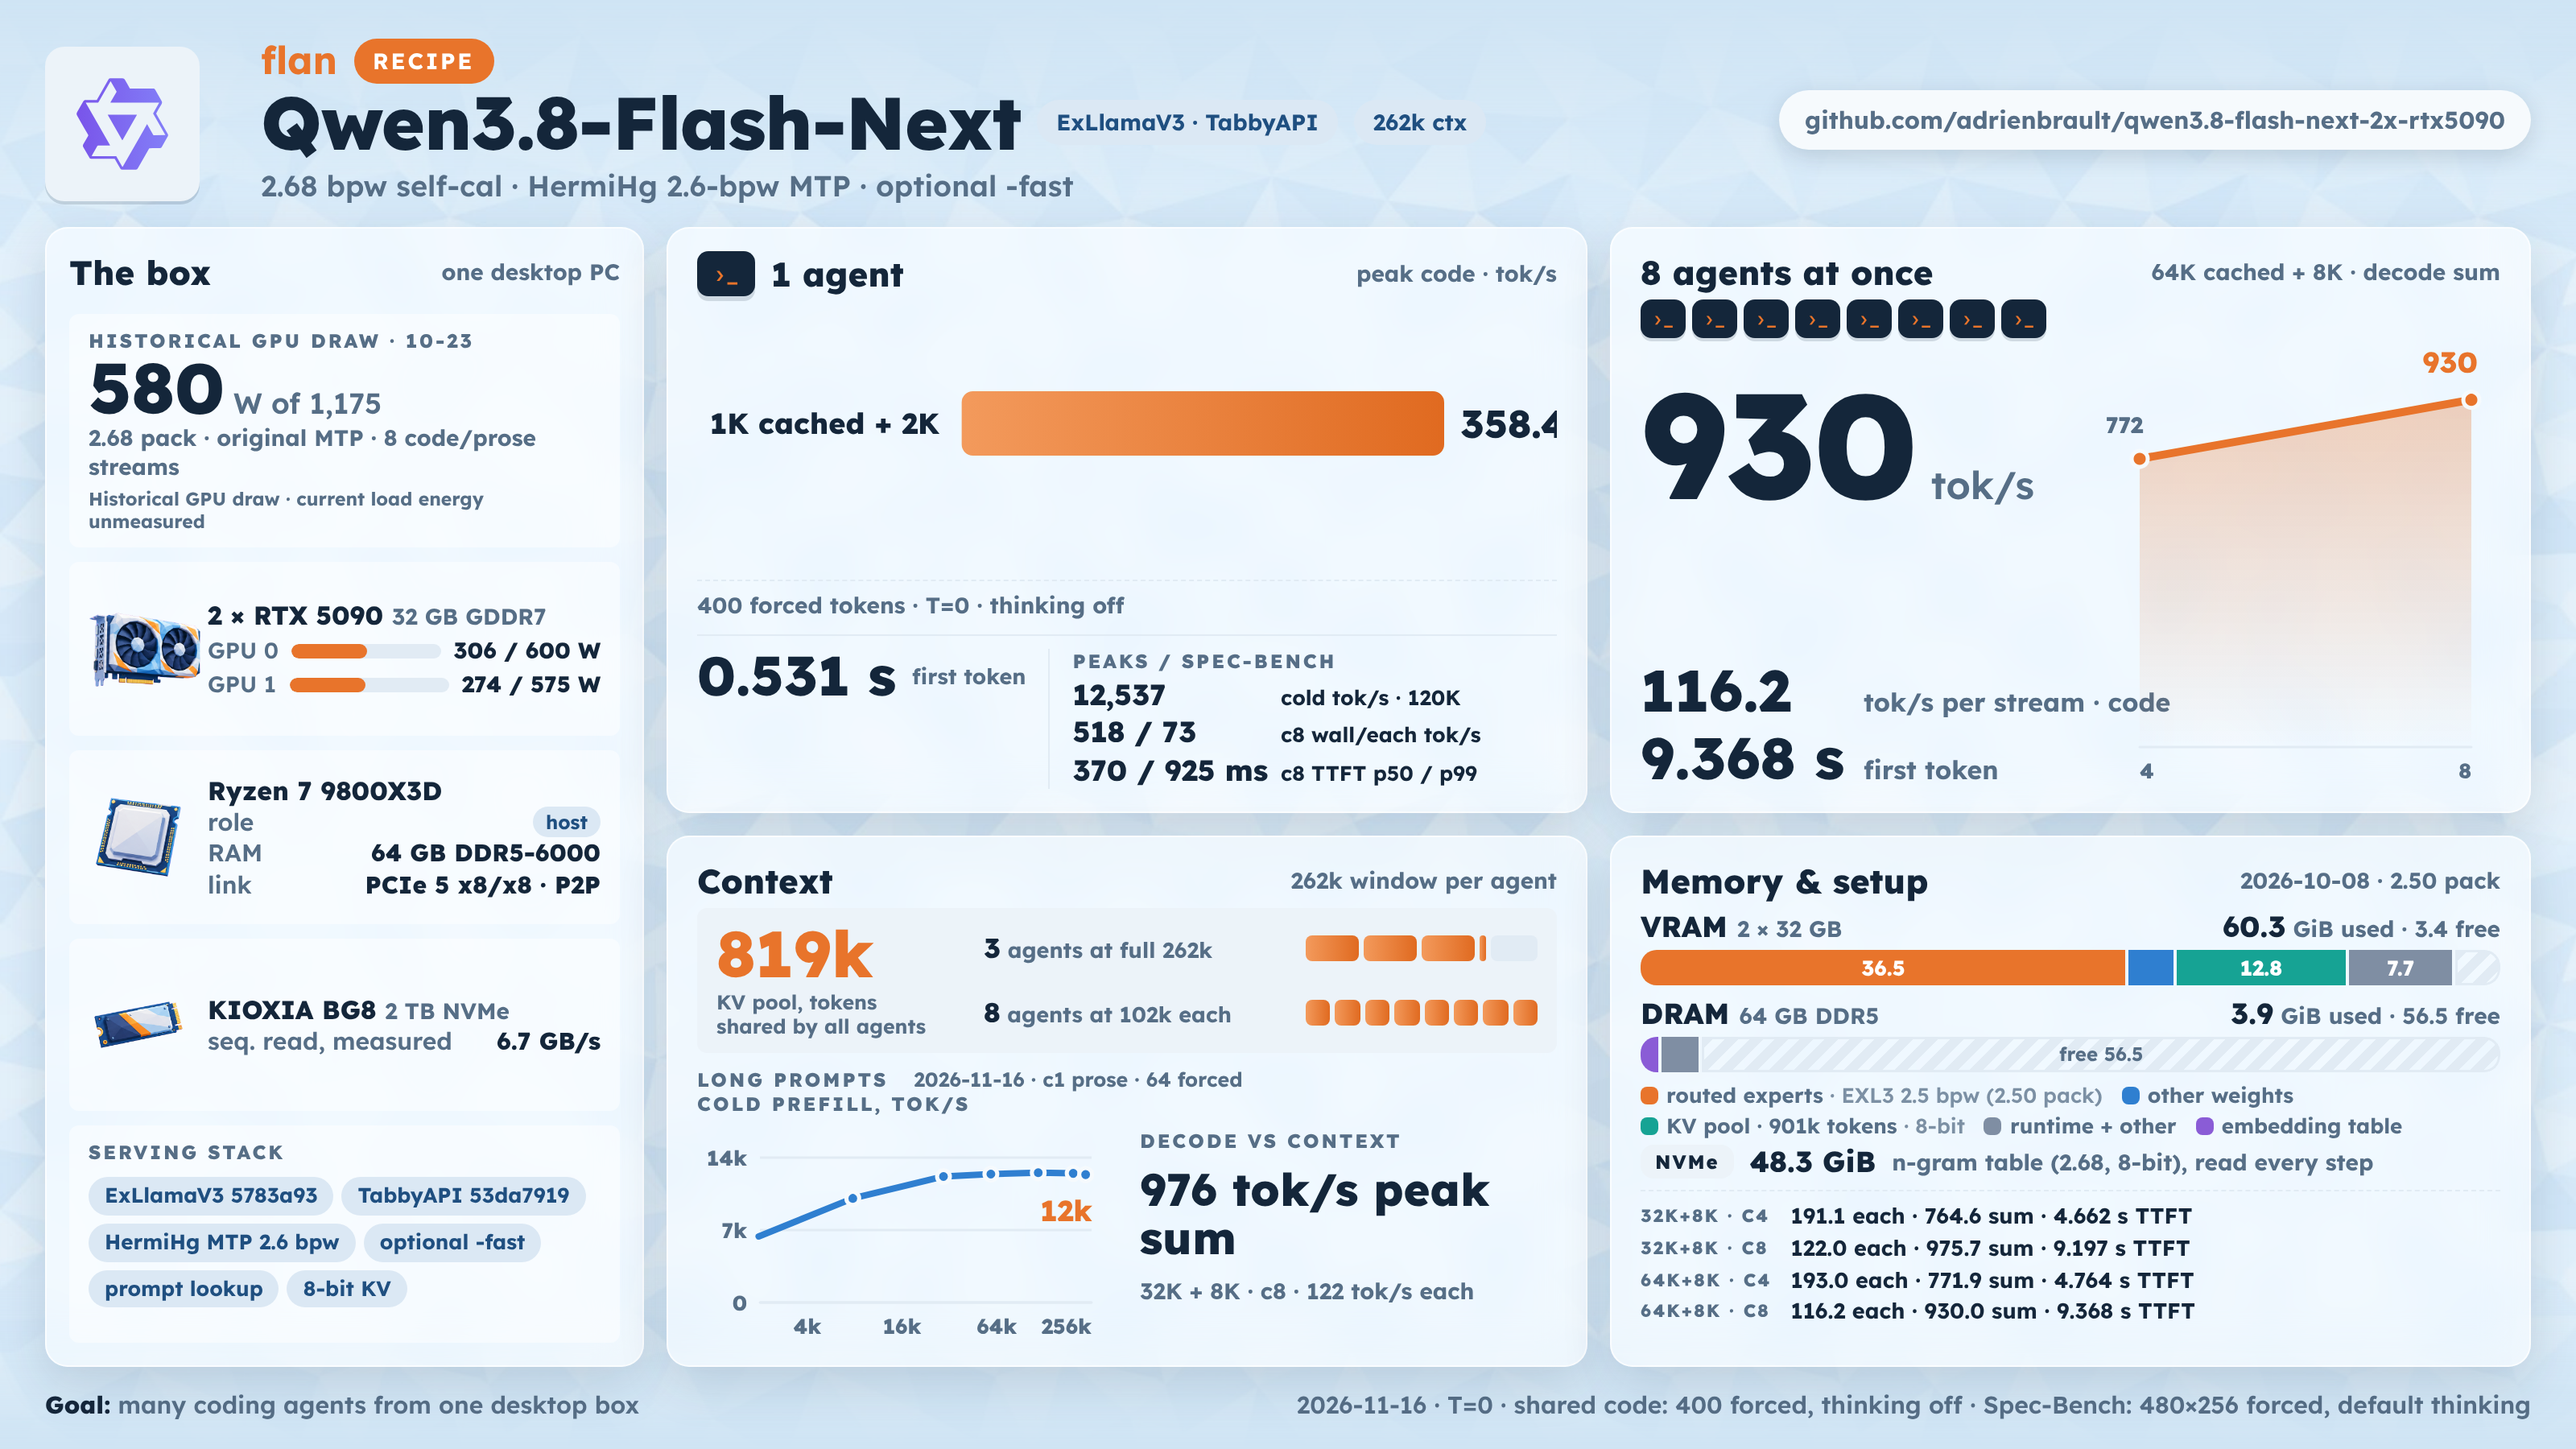 flan RECIPE
Qwen3.8-Flash-Next ExLlamaV3 · TabbyAPI 262k ctx
2.68 bpw self-cal · HermiHg 2.6-bpw MTP · optional -fast
github.com/adrienbrault/qwen3.8-flash-next-2x-rtx5090
The box one desktop PC
HISTORICAL GPU DRAW · 10-23
580 W of 1,175
2.68 pack · original MTP · 8 code/prose
streams
Historical GPU draw · current load energy
unmeasured
2 × RTX 5090 32 GB GDDR7
GPU 0 306 / 600 W
GPU 1 274 / 575 W
Ryzen 7 9800X3D
role host
RAM 64 GB DDR5-6000
link PCIe 5 x8/x8 · P2P
KIOXIA BG8 2 TB NVMe
seq. read, measured 6.7 GB/s
SERVING STACK
ExLlamaV3 5783a93 TabbyAPI 53da7919
HermiHg MTP 2.6 bpw optional -fast
prompt lookup 8-bit KV
›_ 1 agent peak code · tok/s
1K cached + 2K 358.4
400 forced tokens · T=0 · thinking off
0.531 s first token
PEAKS / SPEC-BENCH
12,537 cold tok/s · 120K
518 / 73 c8 wall/each tok/s
370 / 925 ms c8 TTFT p50 / p99
8 agents at once 64K cached + 8K · decode sum
›_ ›_ ›_ ›_ ›_ ›_ ›_ ›_
930 tok/s
772
930
116.2 tok/s per stream · code
9.368 s first token
4 8
Context 262k window per agent
819k
KV pool, tokens
shared by all agents
3 agents at full 262k
8 agents at 102k each
LONG PROMPTS 2026-11-16 · c1 prose · 64 forced
COLD PREFILL, TOK/S
14k
7k
0
12k
4k 16k 64k 256k
DECODE VS CONTEXT
976 tok/s peak
sum
32K + 8K · c8 · 122 tok/s each
Memory & setup 2026-10-08 · 2.50 pack
VRAM 2 × 32 GB 60.3 GiB used · 3.4 free
36.5 12.8 7.7
DRAM 64 GB DDR5 3.9 GiB used · 56.5 free
free 56.5
routed experts · EXL3 2.5 bpw (2.50 pack) other weights
KV pool · 901k tokens · 8-bit runtime + other embedding table
NVMe 48.3 GiB n-gram table (2.68, 8-bit), read every step
32K+8K · C4 191.1 each · 764.6 sum · 4.662 s TTFT
32K+8K · C8 122.0 each · 975.7 sum · 9.197 s TTFT
64K+8K · C4 193.0 each · 771.9 sum · 4.764 s TTFT
64K+8K · C8 116.2 each · 930.0 sum · 9.368 s TTFT
Goal: many coding agents from one desktop box
2026-11-16 · T=0 · shared code: 400 forced, thinking off · Spec-Bench: 480×256 forced, default thinking